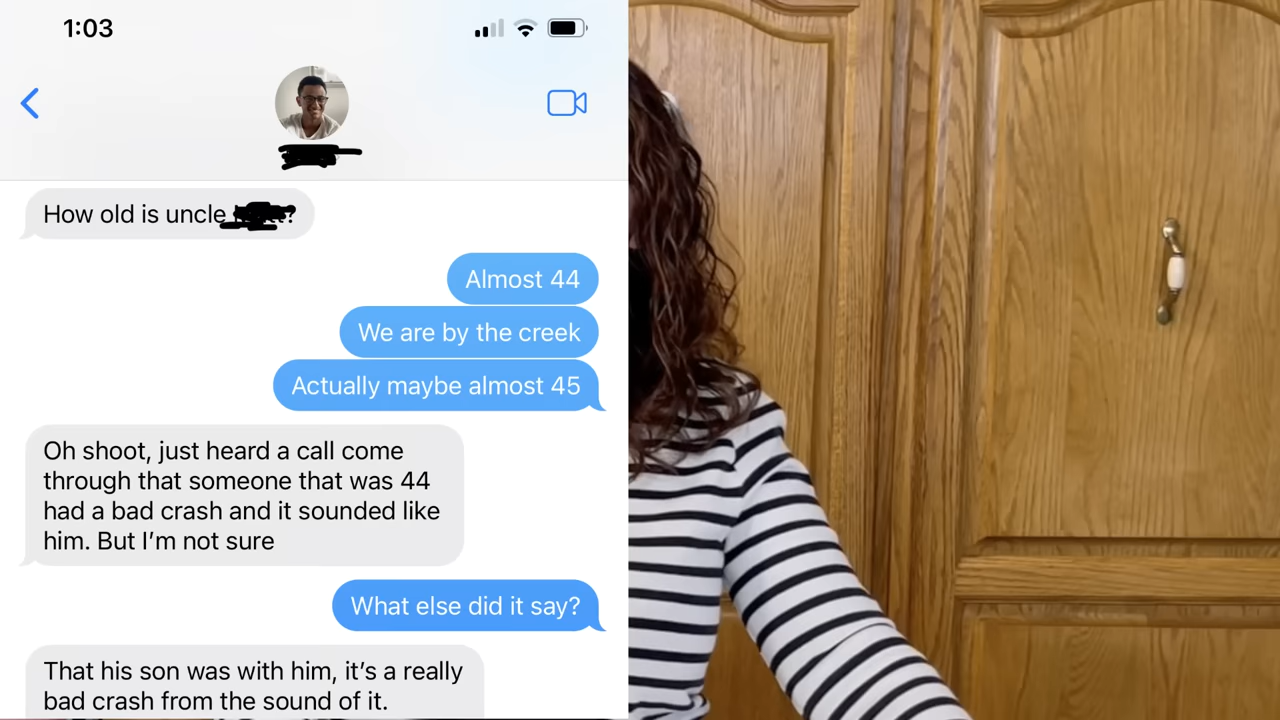 1:03
How old is uncle ?
Almost 44
We are by the creek
Actually maybe almost 45
Oh shoot, just heard a call come
through that someone that was 44
had a bad crash and it sounded like
him. But I'm not sure
What else did it say?
That his son was with him, it's a really
bad crash from the sound of it.